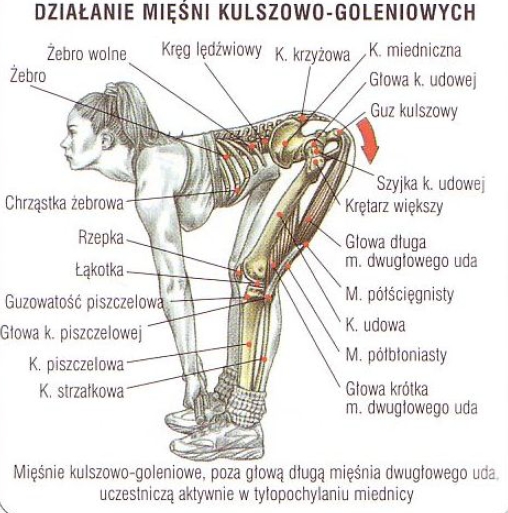 DZIAŁANIE MIĘŚNI KULSZOWO-GOLENIOWYCH
Żebro wolne
Kręg lędźwiowy
K. krzyżowa
K. miedniczna
Żebro
Głowa k. udowej
Guz kulszowy
Szyjka k. udowej
Chrząstka żebrowa
Krętarz większy
Rzepka
Głowa długa
m. dwugłowego uda
Łąkotka
Guzowatość piszczelowa
M. półścięgnisty
Głowa k. piszczelowej
K. udowa
K. piszczelowa
M. półbłoniasty
K. strzałkowa
Głowa krótka
m. dwugłowego uda
Mięśnie kulszowo-goleniowe, poza głową długą mięśnia dwugłowego uda,
uczestniczą aktywnie w tyłopochylaniu miednicy